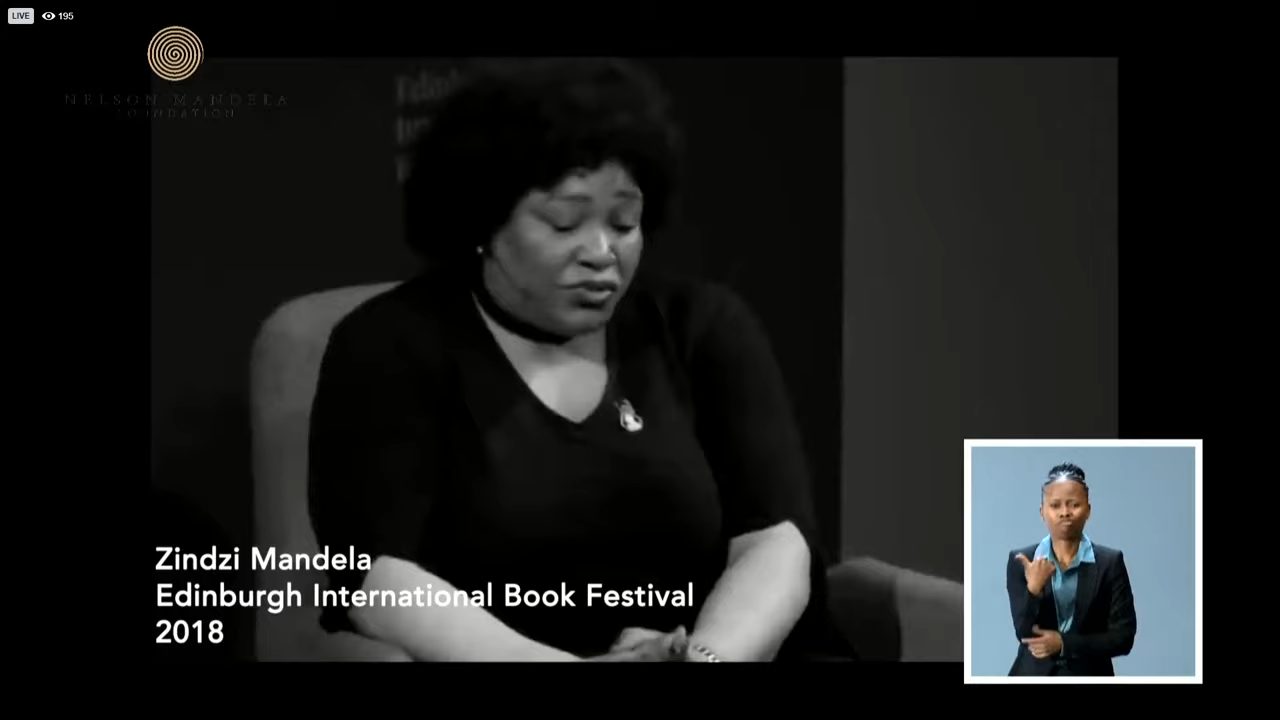 LIVE 195
NELSON MANDELA
FOUNDATION
Zindzi Mandela
Edinburgh International Book Festival
2018